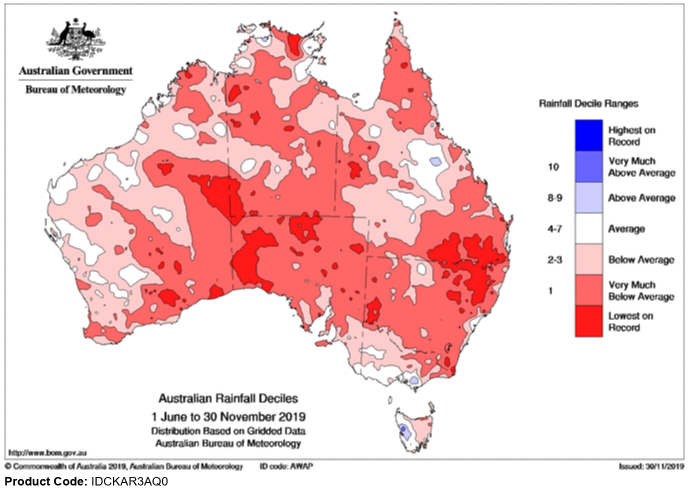 Australian Government
Bureau of Meteorology
Rainfall Decile Ranges
Highest on
Record
10
Very Much
Above Average
8-9
Above Average
4-7
Average
2-3
Below Average
1
Very Much
Below Average
Lowest on
Record
Australian Rainfall Deciles
1 June to 30 November 2019
Distribution Based on Gridded Data
Australian Bureau of Meteorology
http://www.bom.gov.au
© Commonwealth of Australia 2019, Australian Bureau of Meteorology
ID code: AWAP
Issued: 30/11/2019
Product Code: IDCKAR3AQ0